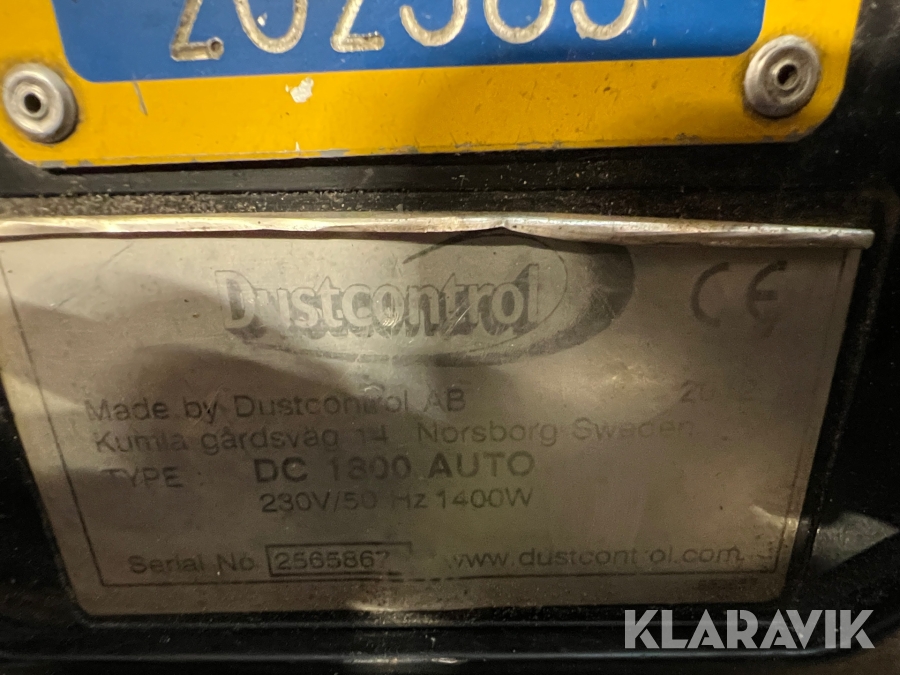 202565
Dustcontrol
CE
Made by Dustcontrol AB
Kumla gårdsväg 14 Norsborg Sweden
TYPE : DC 1800 AUTO
230V/50 Hz 1400W
Serial No 2565867 www.dustcontrol.com
KLARAVIK